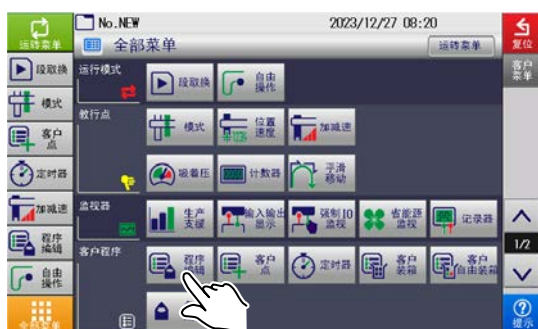 No.NEW
2023/12/27 08:20
运转菜单
全部菜单
运转菜单
复位
客户
菜单
段取换
模式
客户
点
定时器
加减速
程序
编辑
自由
操作
全部菜单
运行模式
段取换
自由
操作
教行点
模式
位置
速度
加减速
吸着压
计数器
平滑
移动
监视器
生产
支援
输入输出
显示
强制IO
监视
省能源
监视
记录器
客户程序
程序
编辑
客户
点
定时器
客户
装箱
客户
自由装箱
1/2
提示